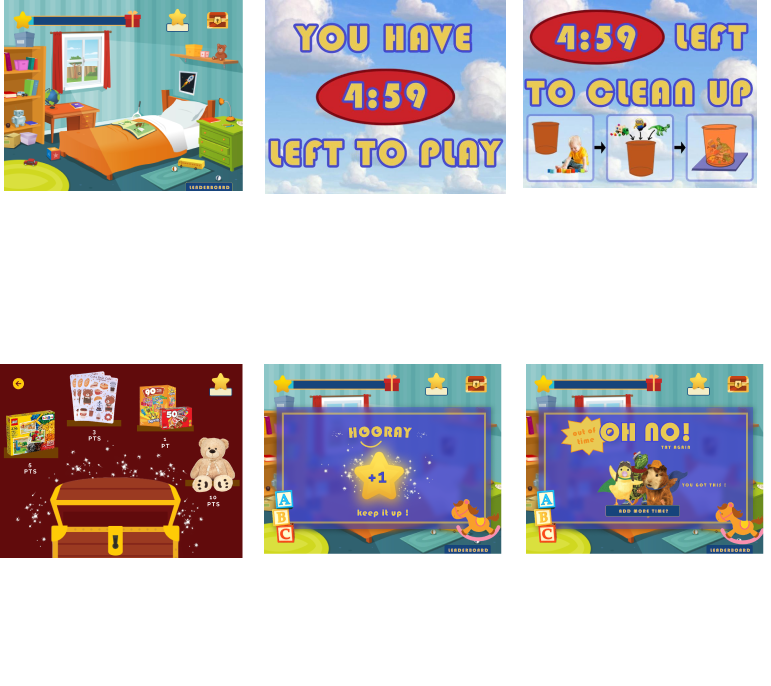 LEADERBOARD
YOU HAVE
4:59
LEFT TO PLAY
4:59 LEFT
TO CLEAN UP
3
PTS
90
50
1
PT
5
PTS
10
PTS
HOORAY
+1
keep it up !
A
B
C
LEADERBOARD
out of
time
OH NO!
TRY AGAIN
YOU GOT THIS !
ADD MORE TIME?
A
B
C
LEADERBOARD